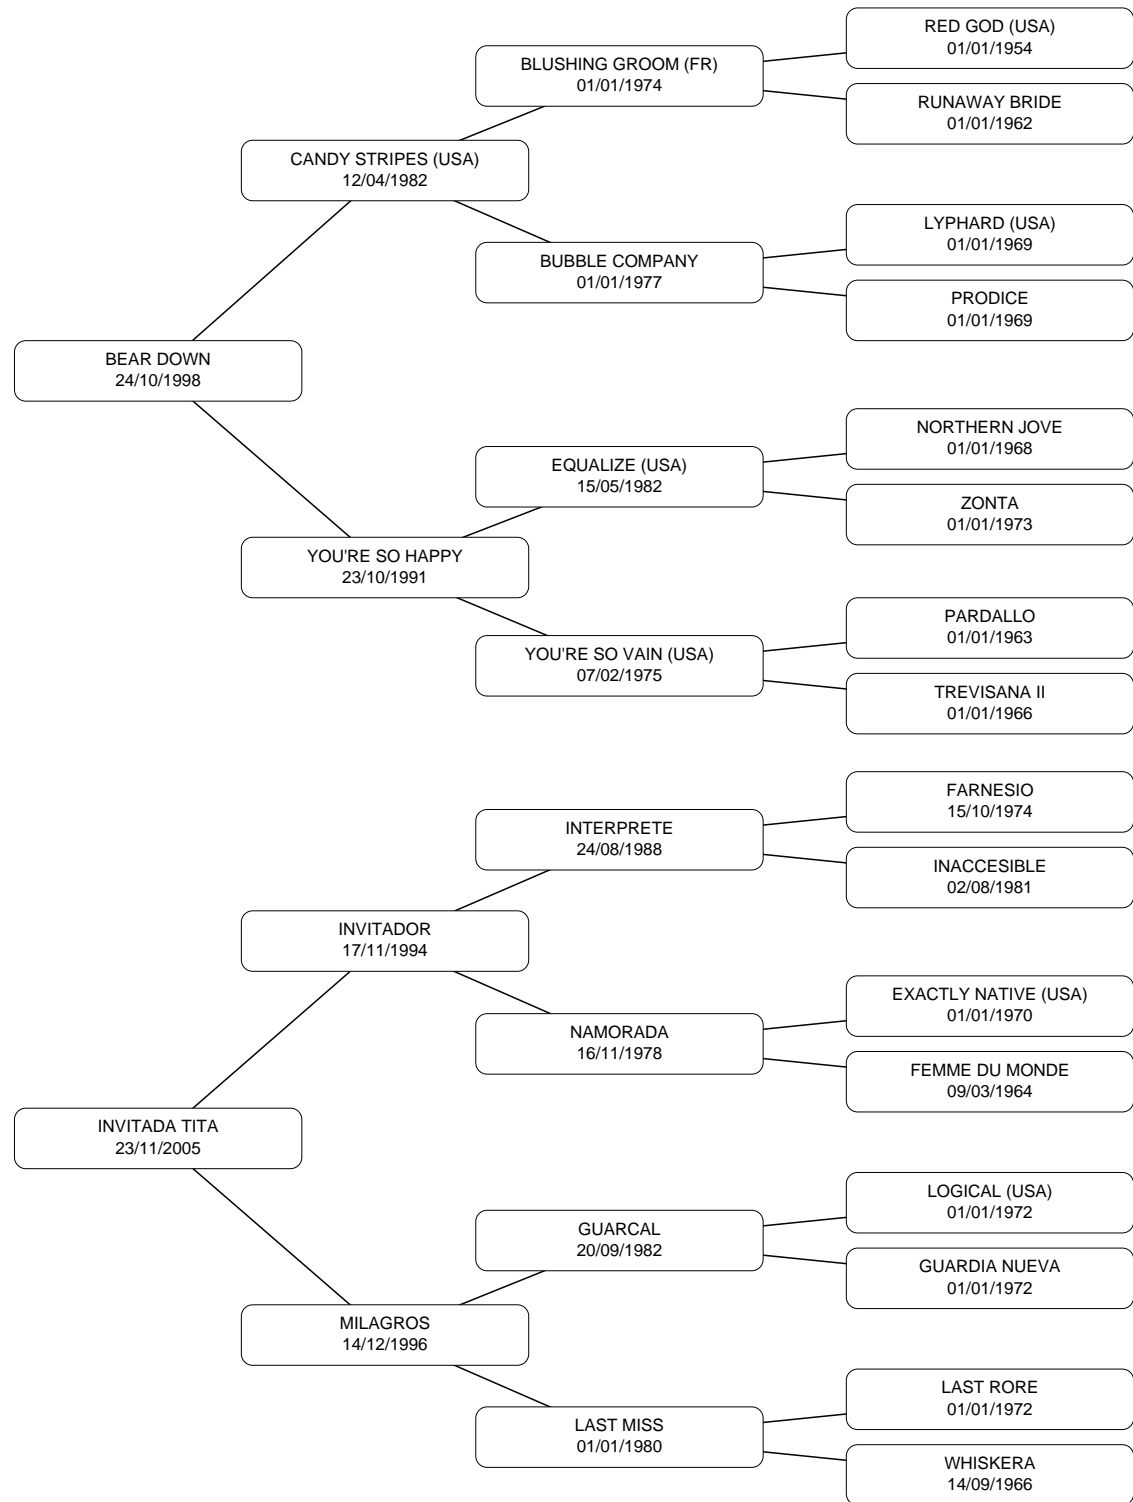 RED GOD (USA)
01/01/1954
BLUSHING GROOM (FR)
01/01/1974
RUNAWAY BRIDE
01/01/1962
CANDY STRIPES (USA)
12/04/1982
LYPHARD (USA)
01/01/1969
BUBBLE COMPANY
01/01/1977
PRODICE
01/01/1969
BEAR DOWN
24/10/1998
NORTHERN JOVE
01/01/1968
EQUALIZE (USA)
15/05/1982
ZONTA
01/01/1973
YOU'RE SO HAPPY
23/10/1991
PARDALLO
01/01/1963
YOU'RE SO VAIN (USA)
07/02/1975
TREVISANA II
01/01/1966
FARNESIO
15/10/1974
INTERPRETE
24/08/1988
INACCESIBLE
02/08/1981
INVITADOR
17/11/1994
EXACTLY NATIVE (USA)
01/01/1970
NAMORADA
16/11/1978
FEMME DU MONDE
09/03/1964
INVITADA TITA
23/11/2005
LOGICAL (USA)
01/01/1972
GUARCAL
20/09/1982
GUARDIA NUEVA
01/01/1972
MILAGROS
14/12/1996
LAST RORE
01/01/1972
LAST MISS
01/01/1980
WHISKERA
14/09/1966